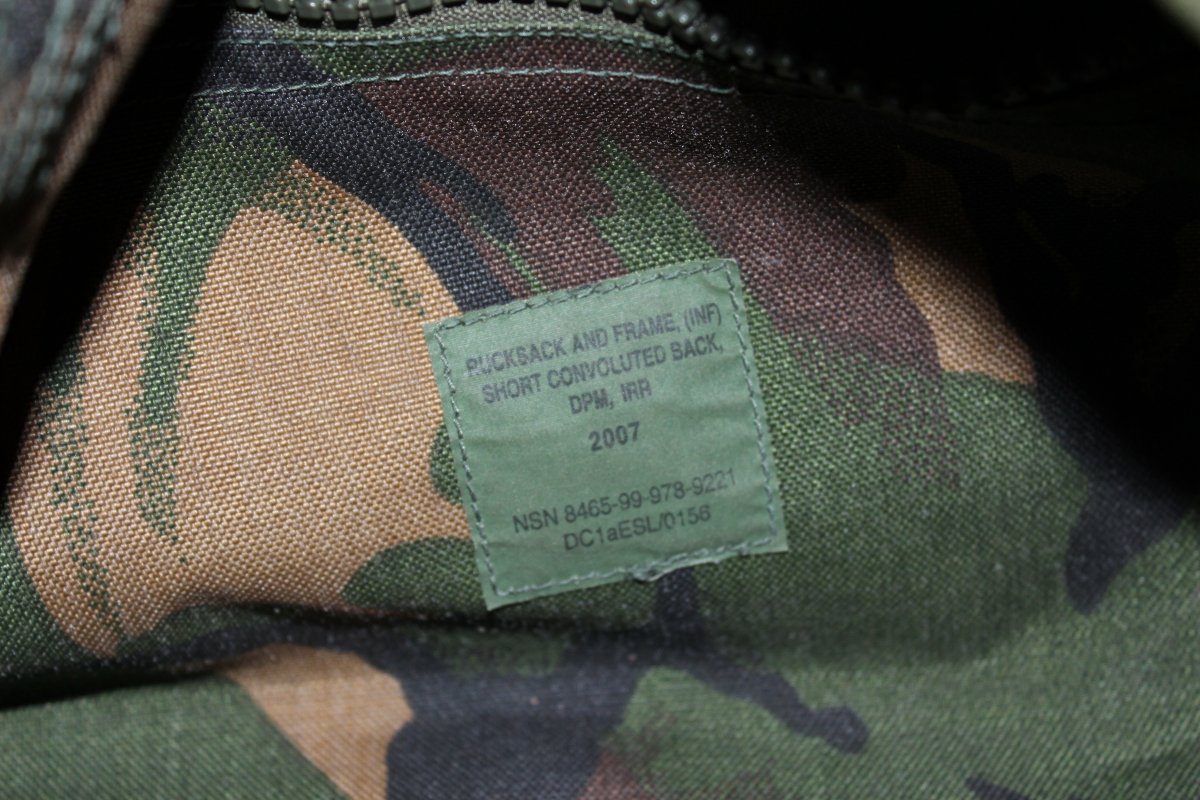 RUCKSACK AND FRAME, (INF)
SHORT CONVOLUTED BACK,
DPM, IRR
2007
NSN 8465-99-978-9221
DC1aESL/0156